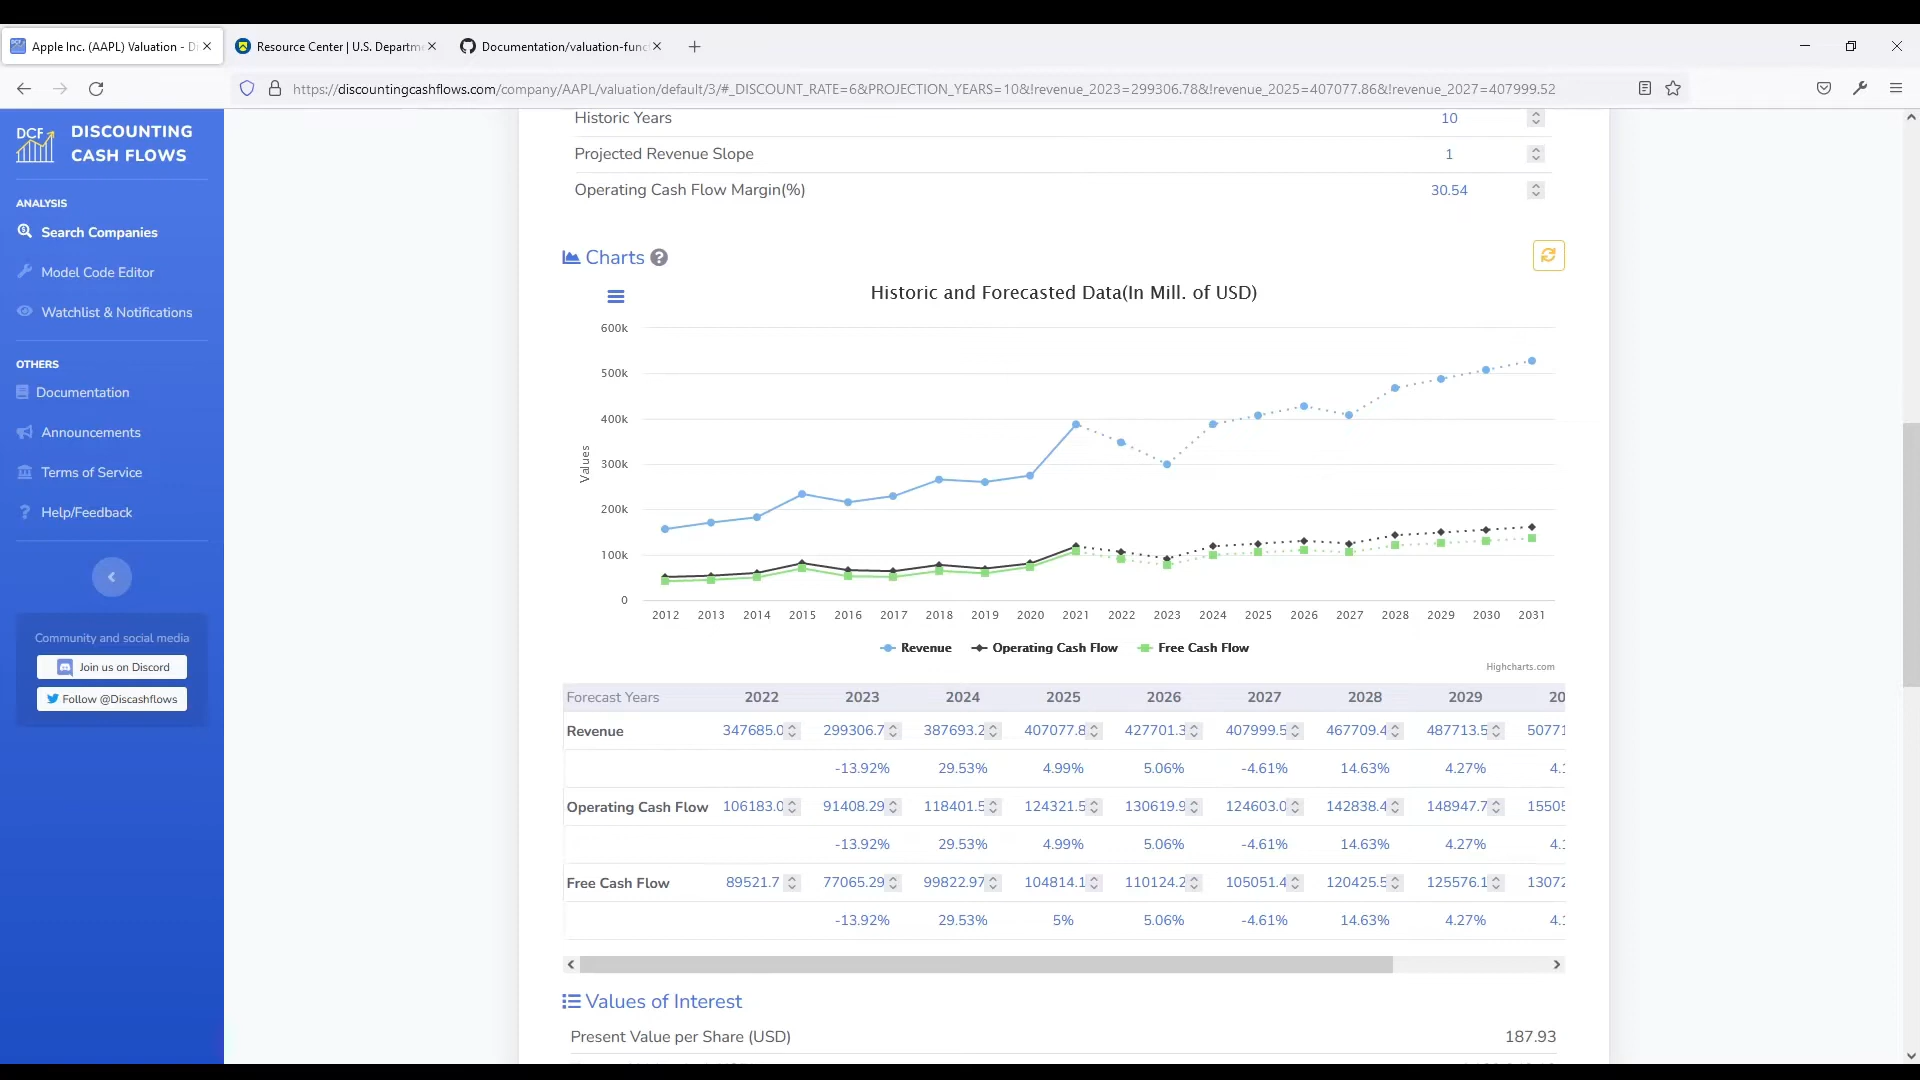 Apple Inc. (AAPL) Valuation - Di
Resource Center | U.S. Departme
Documentation/valuation-func
https://discountingcashflows.com/company/AAPL/valuation/default/3/#_DISCOUNT_RATE=6&PROJECTION_YEARS=10&!revenue_2023=299306.78&!revenue_2025=407077.86&!revenue_2027=407999.52
DCF
DISCOUNTING
CASH FLOWS
ANALYSIS
Search Companies
Model Code Editor
Watchlist & Notifications
OTHERS
Documentation
Announcements
Terms of Service
Help/Feedback
Community and social media
Join us on Discord
Follow @Discashflows
Historic Years 10
Projected Revenue Slope 1
Operating Cash Flow Margin(%) 30.54
Charts ?
Historic and Forecasted Data(In Mill. of USD)
Values
600k
500k
400k
300k
200k
100k
0
2012 2013 2014 2015 2016 2017 2018 2019 2020 2021 2022 2023 2024 2025 2026 2027 2028 2029 2030 2031
Revenue Operating Cash Flow Free Cash Flow
Highcharts.com
Forecast Years 2022 2023 2024 2025 2026 2027 2028 2029 20
Revenue 347685.0 299306.7 387693.2 407077.8 427701.3 407999.5 467709.4 487713.5 50771
-13.92% 29.53% 4.99% 5.06% -4.61% 14.63% 4.27% 4.1
Operating Cash Flow 106183.0 91408.29 118401.5 124321.5 130619.9 124603.0 142838.4 148947.7 15505
-13.92% 29.53% 4.99% 5.06% -4.61% 14.63% 4.27% 4.1
Free Cash Flow 89521.7 77065.29 99822.97 104814.1 110124.2 105051.4 120425.5 125576.1 13072
-13.92% 29.53% 5% 5.06% -4.61% 14.63% 4.27% 4.1
Values of Interest
Present Value per Share (USD) 187.93